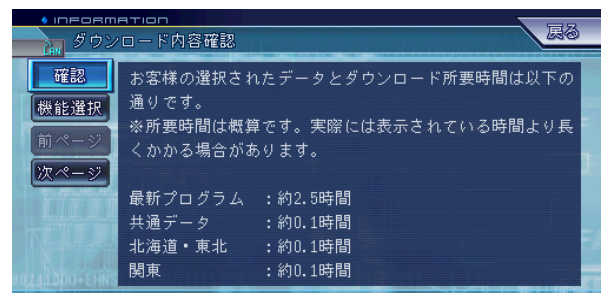 INFORMATION
LAN ダウンロード内容確認
戻る
確認
機能選択
前ページ
次ページ
お客様の選択されたデータとダウンロード所要時間は以下の
通りです。
※所要時間は概算です。実際には表示されている時間より長
くかかる場合があります。
最新プログラム :約2.5時間
共通データ :約0.1時間
北海道・東北 :約0.1時間
関東 :約0.1時間